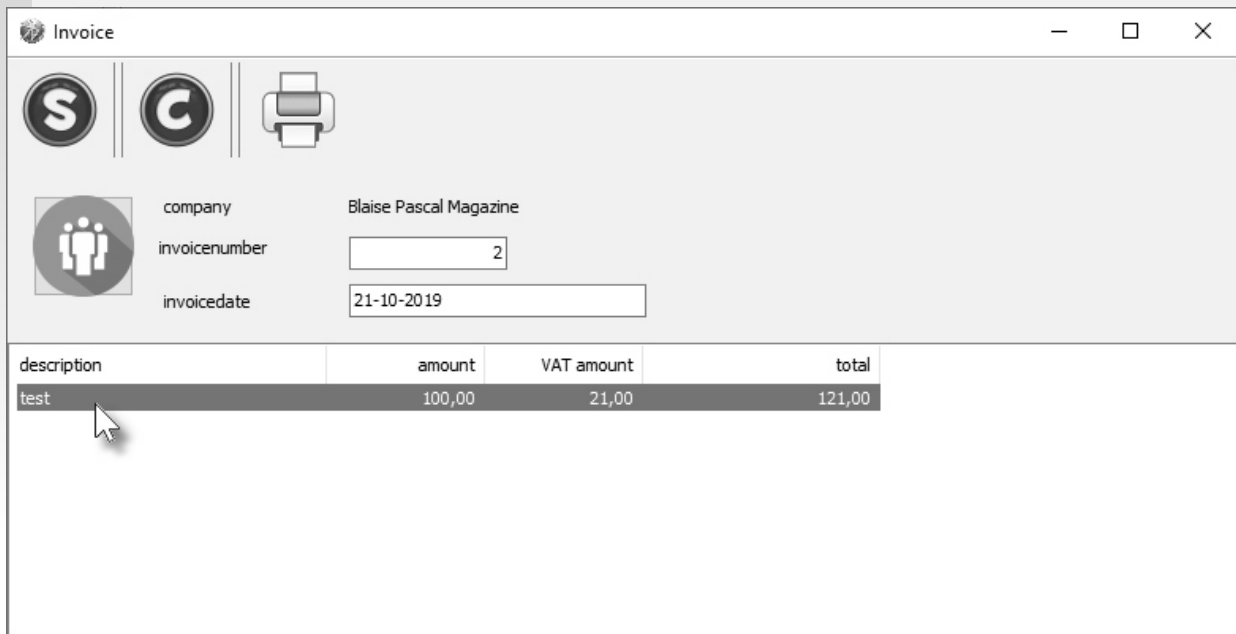 Invoice
S C
company Blaise Pascal Magazine
invoicenumber 2
invoicedate 21-10-2019
description amount VAT amount total
test 100,00 21,00 121,00